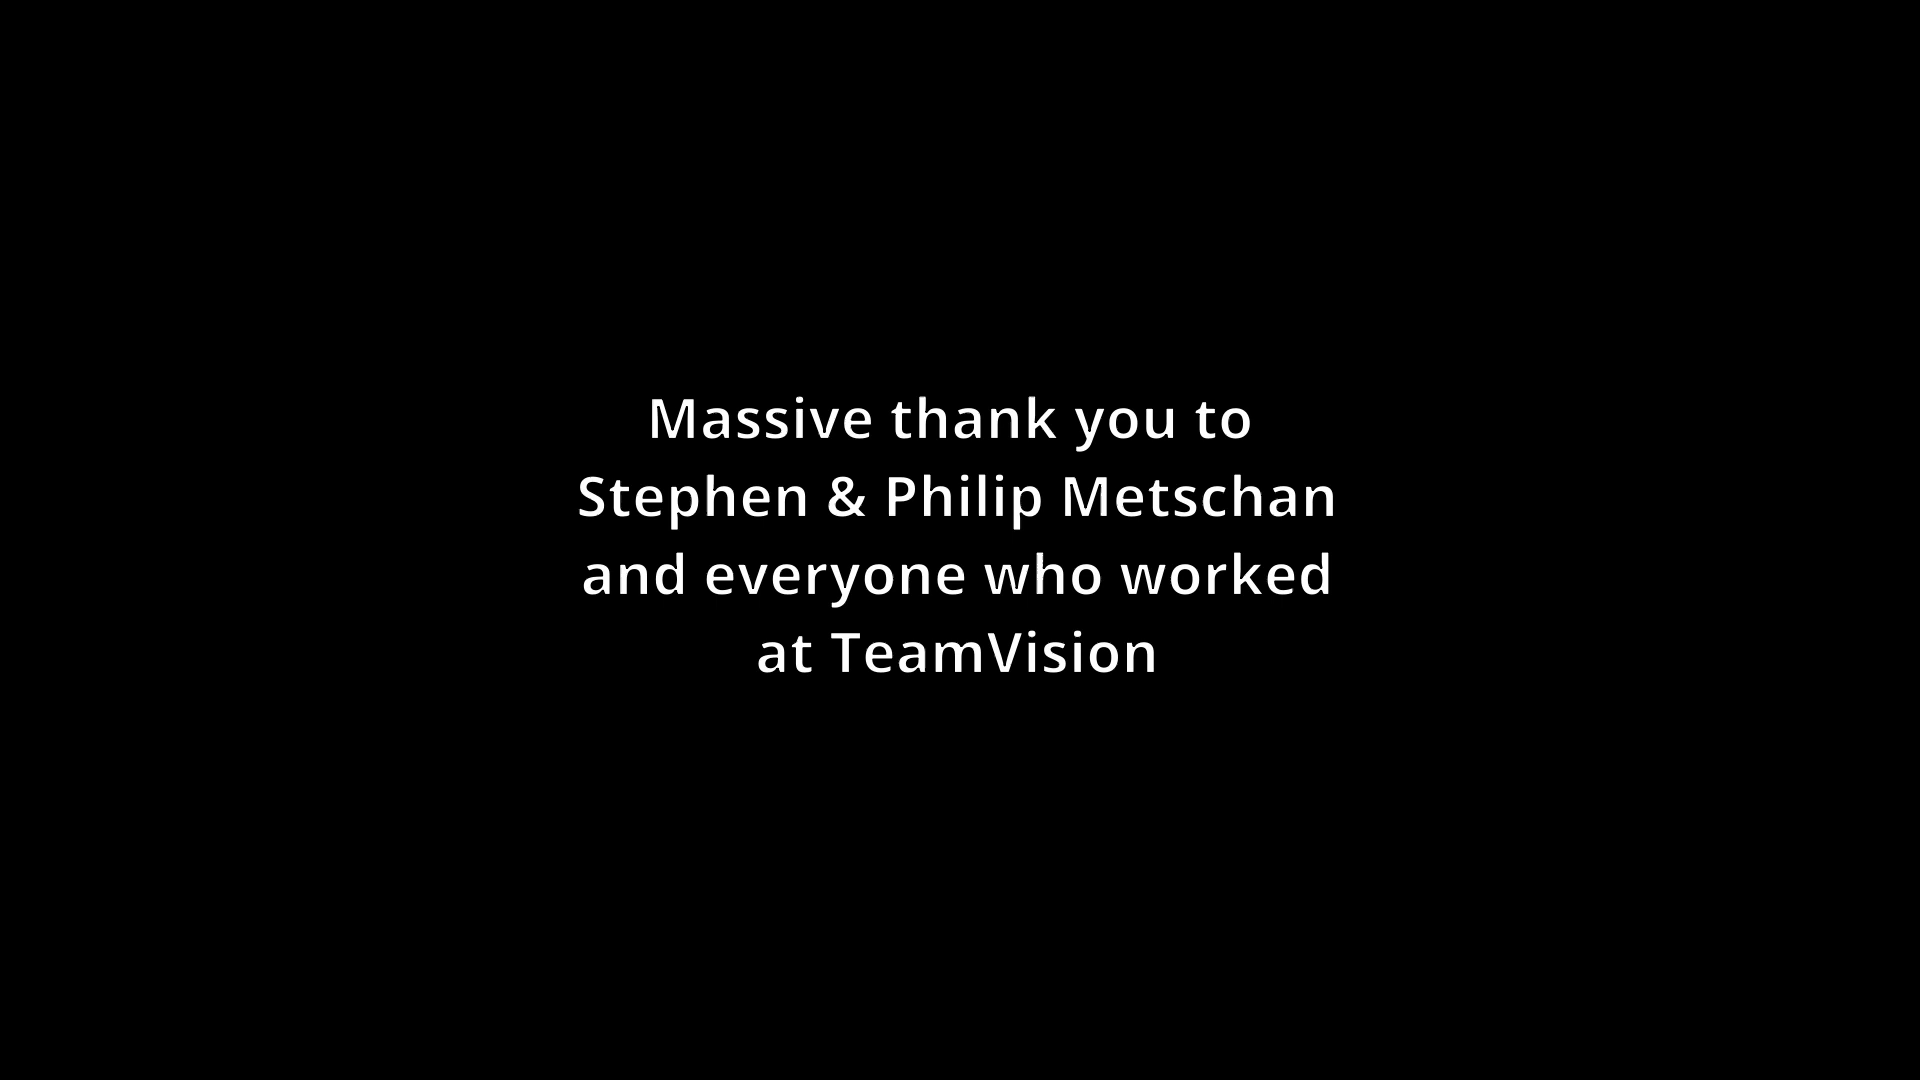 Massive thank you to
Stephen & Philip Metschan
and everyone who worked
at TeamVision